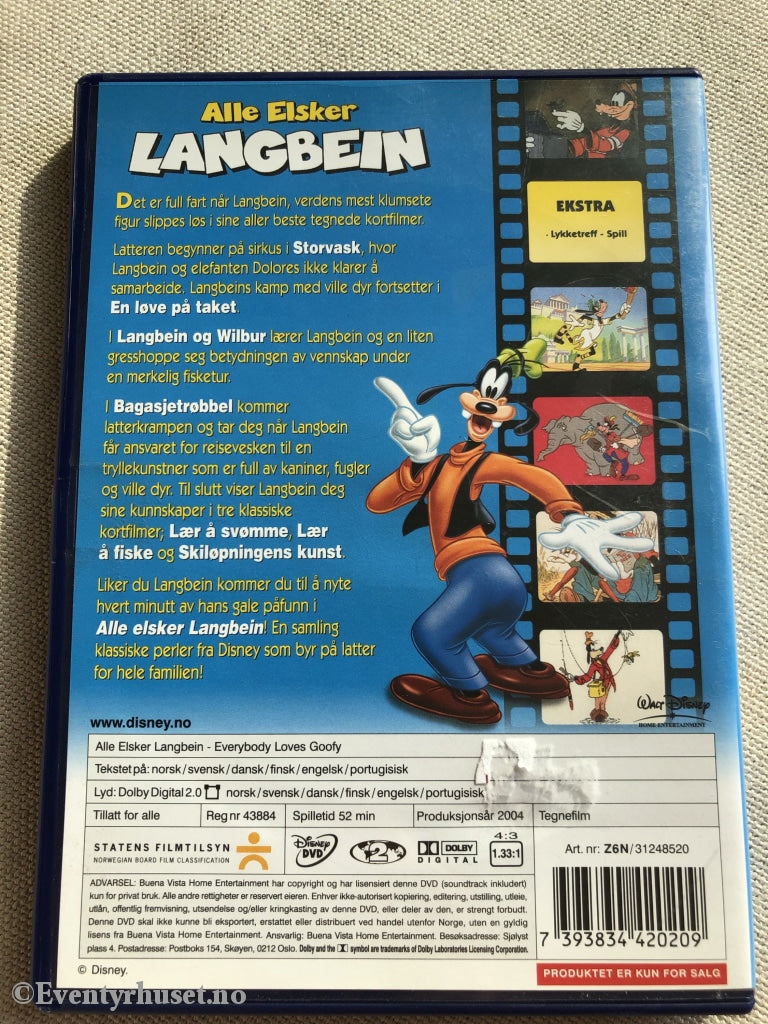 Alle Elsker
LANGBEIN
Det er full fart når Langbein, verdens mest klumsete
figur slippes løs i sine aller beste tegnede kortfilmer.
Latteren begynner på sirkus i Storvask, hvor
Langbein og elefanten Dolores ikke klarer å
samarbeide. Langbeins kamp med ville dyr fortsetter i
En løve på taket.
I Langbein og Wilbur lærer Langbein og en liten
gresshoppe seg betydningen av vennskap under
en merkelig fisketur.
I Bagasjetrøbbel kommer
latterkrampen og tar deg når Langbein
får ansvaret for reisevesken til en
tryllekunstner som er full av kaniner, fugler
og ville dyr. Til slutt viser Langbein deg
sine kunnskaper i tre klassiske
kortfilmer; Lær å svømme, Lær
å fiske og Skiløpningens kunst.
Liker du Langbein kommer du til å nyte
hvert minutt av hans gale påfunn i
Alle elsker Langbein! En samling
klassiske perler fra Disney som byr på latter
for hele familien!
EKSTRA
· Lykketreff - Spill
www.disney.no
WALT DISNEY
HOME ENTERTAINMENT
Alle Elsker Langbein - Everybody Loves Goofy
Tekstet på: norsk/svensk/dansk/finsk/engelsk/portugisisk
Lyd: Dolby Digital 2.0 norsk/svensk/dansk/finsk/engelsk/portugisisk
Tillatt for alle Reg nr 43884 Spilletid 52 min Produksjonsår 2004 Tegnefilm
STATENS FILMTILSYN
NORWEGIAN BOARD FILM CLASSIFICATION
DISNEY DVD
2
DOLBY
DIGITAL
4:3
1.33:1
Art. nr: Z6N/31248520
ADVARSEL: Buena Vista Home Entertainment har copyright og har lisensiert denne DVD (soundtrack inkludert)
kun for privat bruk. Alle andre rettigheter er reservert eieren. Enhver ikke-autorisert kopiering, editering, utstilling, utleie,
utlån, offentlig fremvisning, utsendelse og/eller kringkasting av denne DVD, eller deler av den, er strengt forbudt.
Denne DVD skal ikke kunne bli eksportert, erstattet eller distribuert ved handel utenfor Norge, uten en gyldig
lisens fra Buena Vista Home Entertainment. Ansvarlig: Buena Vista Home Entertainment. Besøksadresse: Sjølyst
plass 4. Postadresse: Postboks 154, Skøyen, 0212 Oslo. Dolby and the symbol are trademarks of Dolby Laboratories Licensing Corporation.
7 393834 420209
© Disney.
PRODUKTET ER KUN FOR SALG
©Eventyrhuset.no